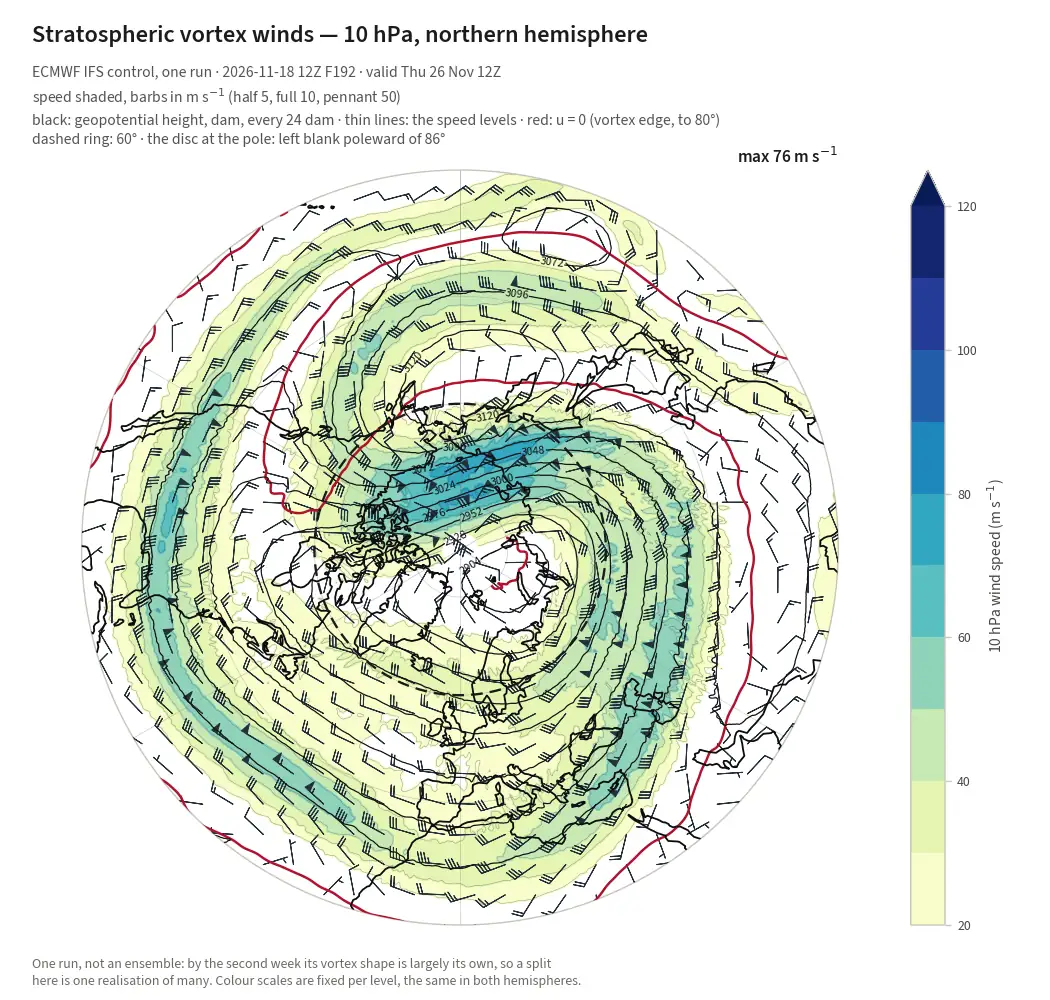 Stratospheric vortex winds — 10 hPa, northern hemisphere
ECMWF IFS control, one run · 2026-11-18 12Z F192 · valid Thu 26 Nov 12Z
speed shaded, barbs in m s⁻¹ (half 5, full 10, pennant 50)
black: geopotential height, dam, every 24 dam · thin lines: the speed levels · red: u = 0 (vortex edge, to 80°)
dashed ring: 60° · the disc at the pole: left blank poleward of 86°
max 76 m s⁻¹
120
100
80
60
40
20
10 hPa wind speed (m s⁻¹)
3072
3096
3120
3048
3024
3000
2952
One run, not an ensemble: by the second week its vortex shape is largely its own, so a split
here is one realisation of many. Colour scales are fixed per level, the same in both hemispheres.